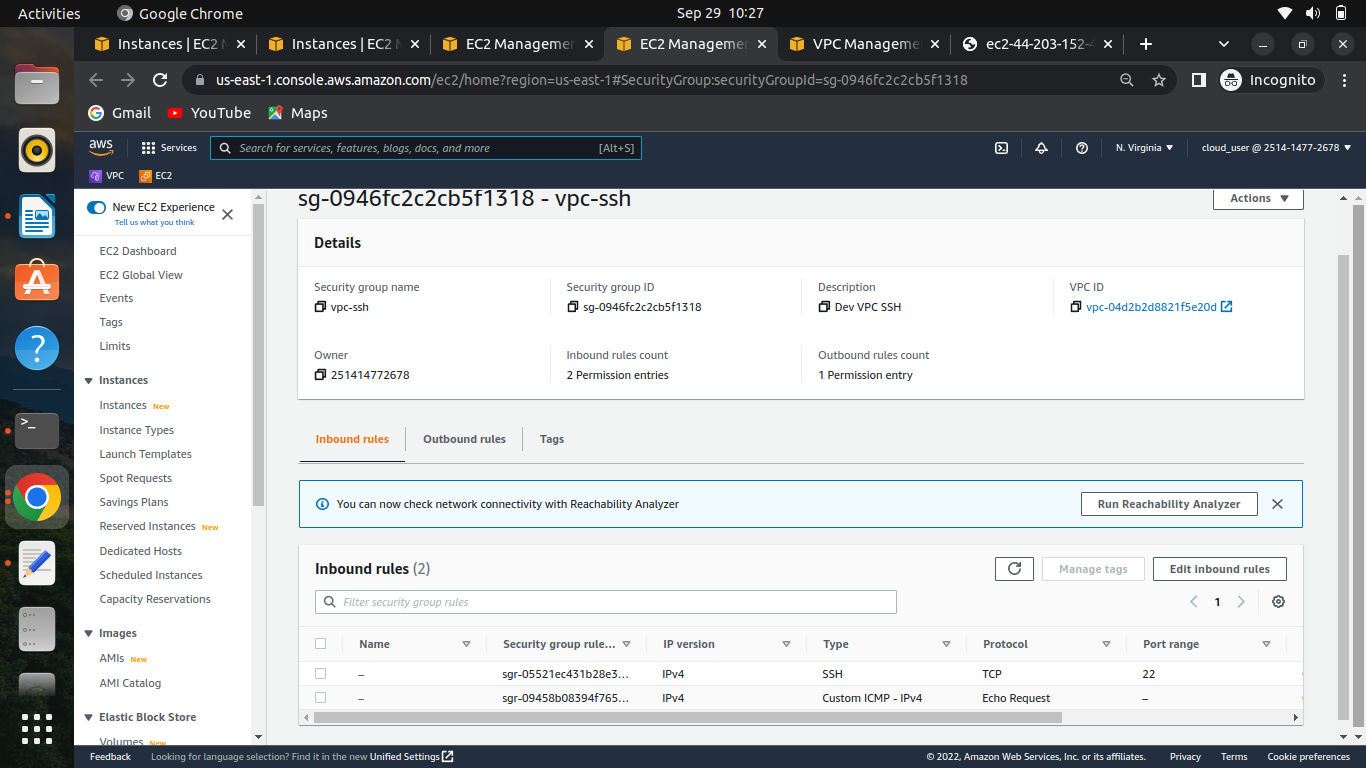 Activities
Google Chrome
Sep 29 10:27
Instances | EC2 M
Instances | EC2 M
EC2 Managemen
EC2 Managemen
VPC Manageme
ec2-44-203-152-4
us-east-1.console.aws.amazon.com/ec2/home?region=us-east-1#SecurityGroup:securityGroupId=sg-0946fc2c2cb5f1318
Incognito
Gmail
YouTube
Maps
aws
Services
Search for services, features, blogs, docs, and more
[Alt+S]
N. Virginia
cloud_user @ 2514-1477-2678
VPC
EC2
New EC2 Experience
Tell us what you think
EC2 Dashboard
EC2 Global View
Events
Tags
Limits
Instances
Instances New
Instance Types
Launch Templates
Spot Requests
Savings Plans
Reserved Instances New
Dedicated Hosts
Scheduled Instances
Capacity Reservations
Images
AMIs New
AMI Catalog
Elastic Block Store
Volumes New
sg-0946fc2c2cb5f1318 - vpc-ssh
Actions
Details
Security group name
vpc-ssh
Security group ID
sg-0946fc2c2cb5f1318
Description
Dev VPC SSH
VPC ID
vpc-04d2b2d8821f5e20d
Owner
251414772678
Inbound rules count
2 Permission entries
Outbound rules count
1 Permission entry
Inbound rules
Outbound rules
Tags
You can now check network connectivity with Reachability Analyzer
Run Reachability Analyzer
Inbound rules (2)
Manage tags
Edit inbound rules
Filter security group rules
1
Name Security group rule... IP version Type Protocol Port range
– sgr-05521ec431b28e3... IPv4 SSH TCP 22
– sgr-09458b08394f765... IPv4 Custom ICMP - IPv4 Echo Request –
Feedback
Looking for language selection? Find it in the new Unified Settings
© 2022, Amazon Web Services, Inc. or its affiliates.
Privacy
Terms
Cookie preferences